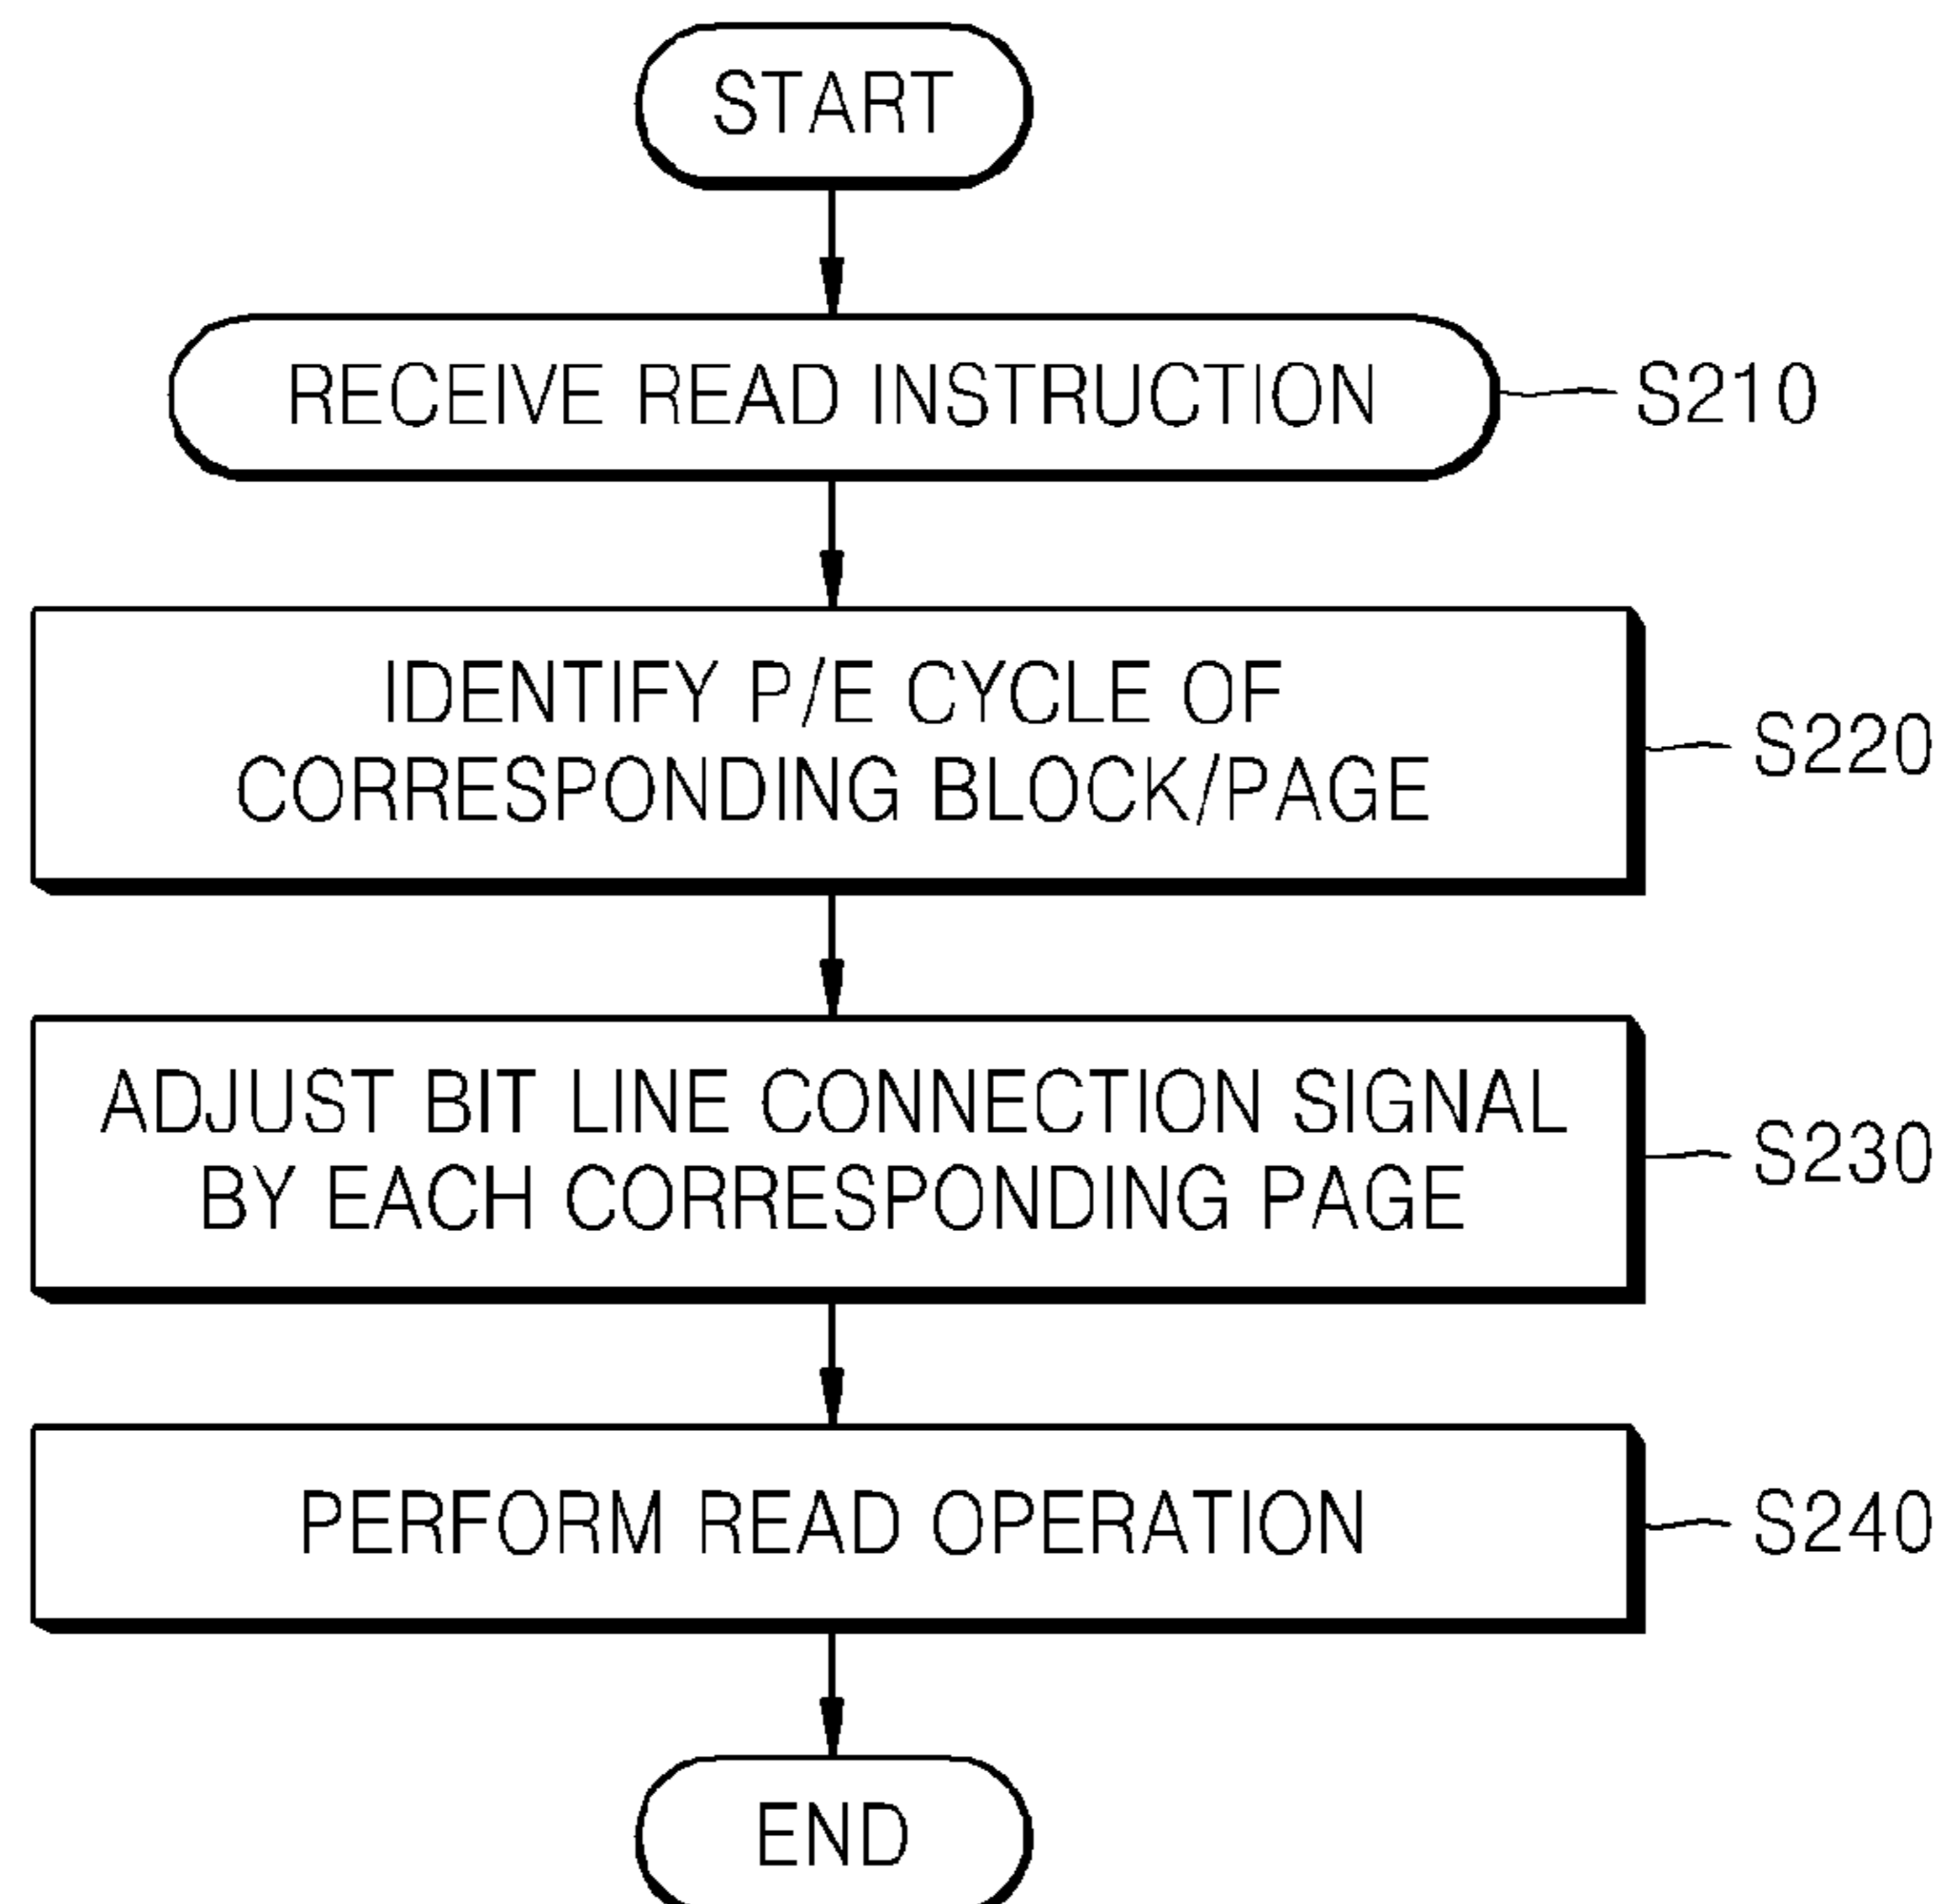 START
RECEIVE READ INSTRUCTION
S210
IDENTIFY P/E CYCLE OF
CORRESPONDING BLOCK/PAGE
S220
ADJUST BIT LINE CONNECTION SIGNAL
BY EACH CORRESPONDING PAGE
S230
PERFORM READ OPERATION
S240
END